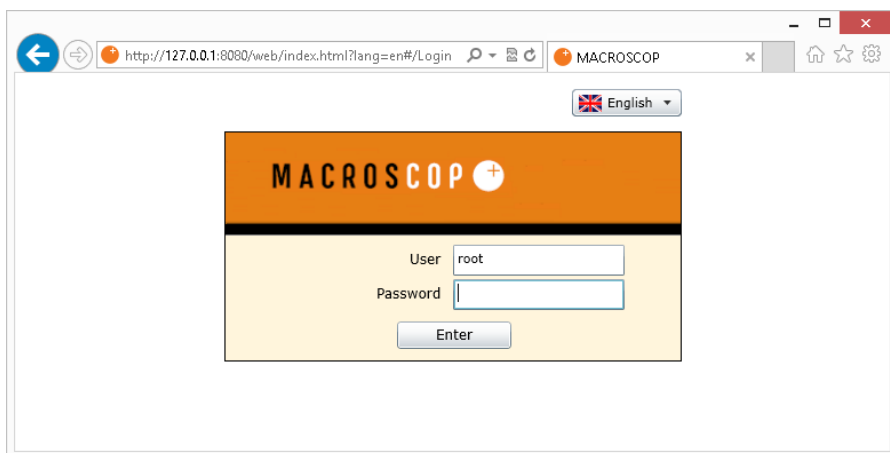 http://127.0.0.1:8080/web/index.html?lang=en#/Login
MACROSCOP
English
MACROSCOP
User root
Password
Enter